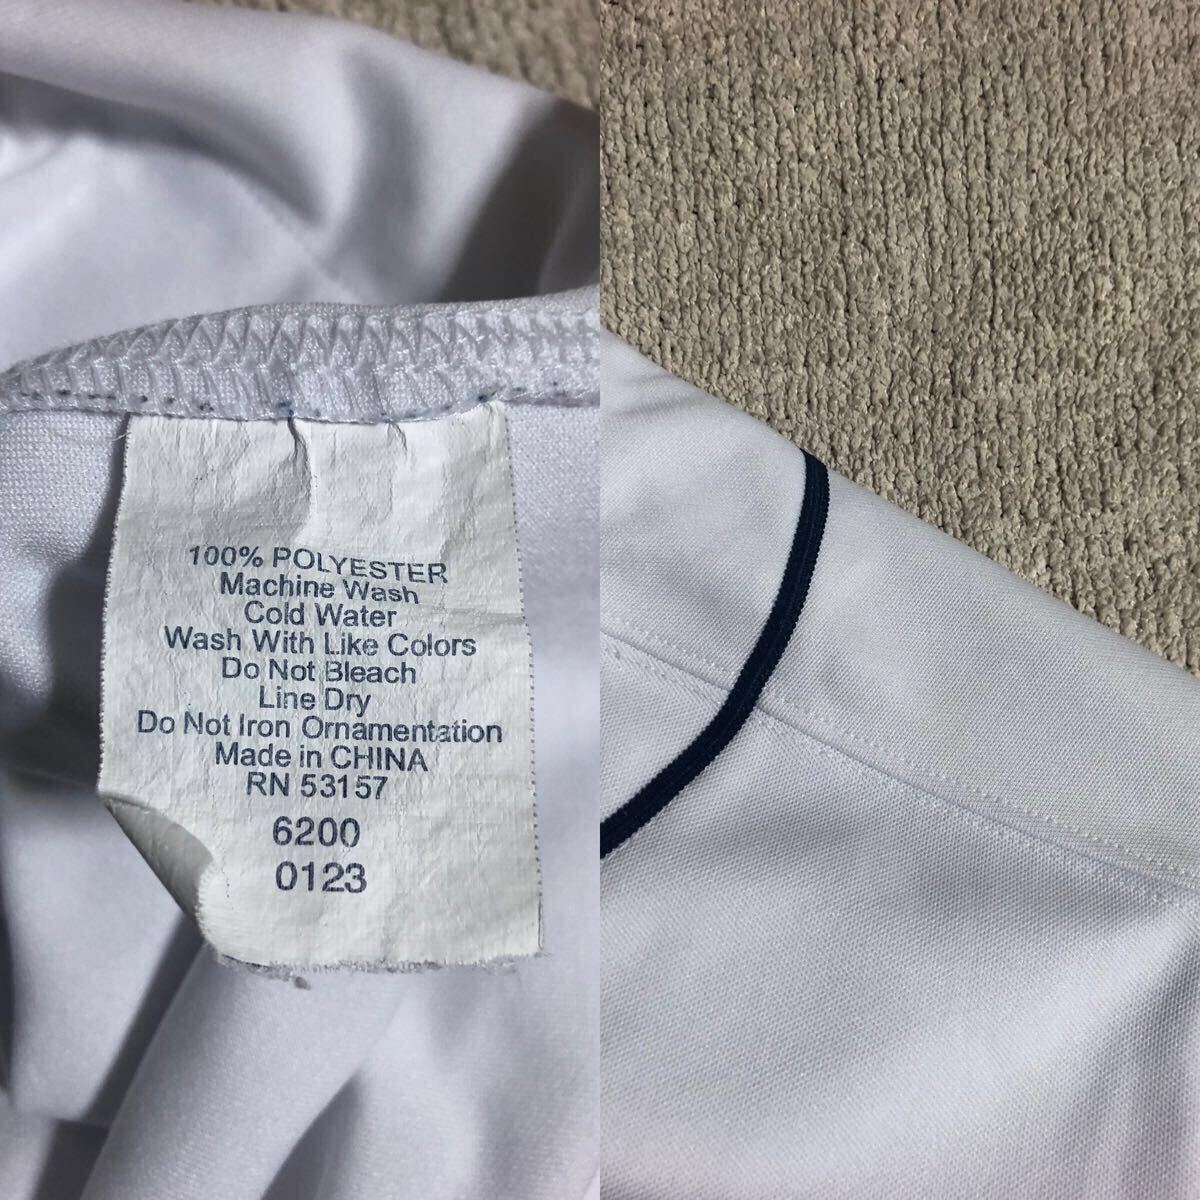 100% POLYESTER
Machine Wash
Cold Water
Wash With Like Colors
Do Not Bleach
Line Dry
Do Not Iron Ornamentation
Made in CHINA
RN 53157
6200
0123